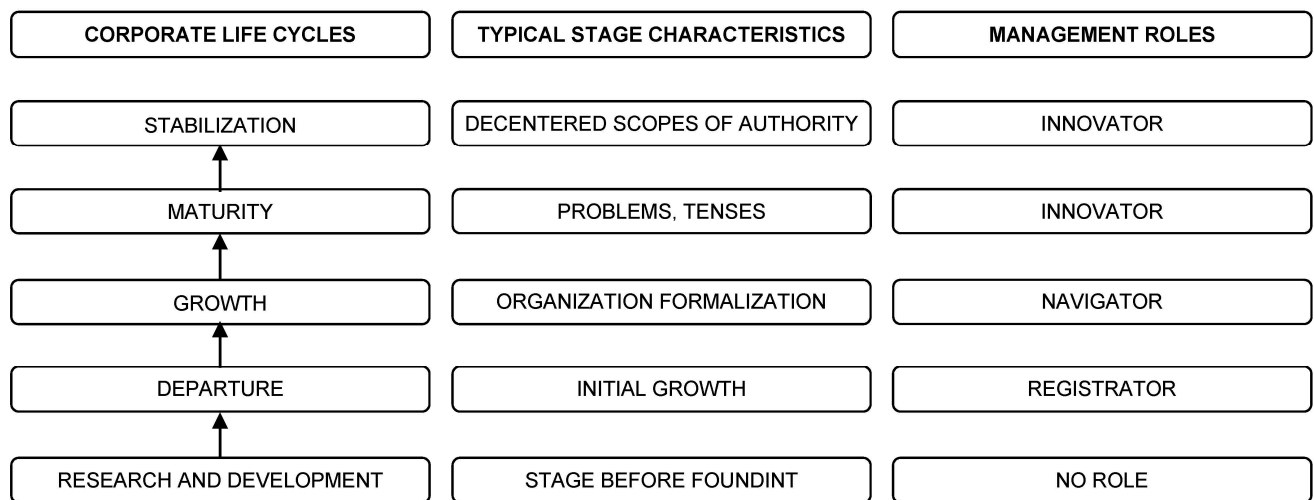 CORPORATE LIFE CYCLES
TYPICAL STAGE CHARACTERISTICS
MANAGEMENT ROLES
STABILIZATION
DECENTERED SCOPES OF AUTHORITY
INNOVATOR
MATURITY
PROBLEMS, TENSES
INNOVATOR
GROWTH
ORGANIZATION FORMALIZATION
NAVIGATOR
DEPARTURE
INITIAL GROWTH
REGISTRATOR
RESEARCH AND DEVELOPMENT
STAGE BEFORE FOUNDINT
NO ROLE